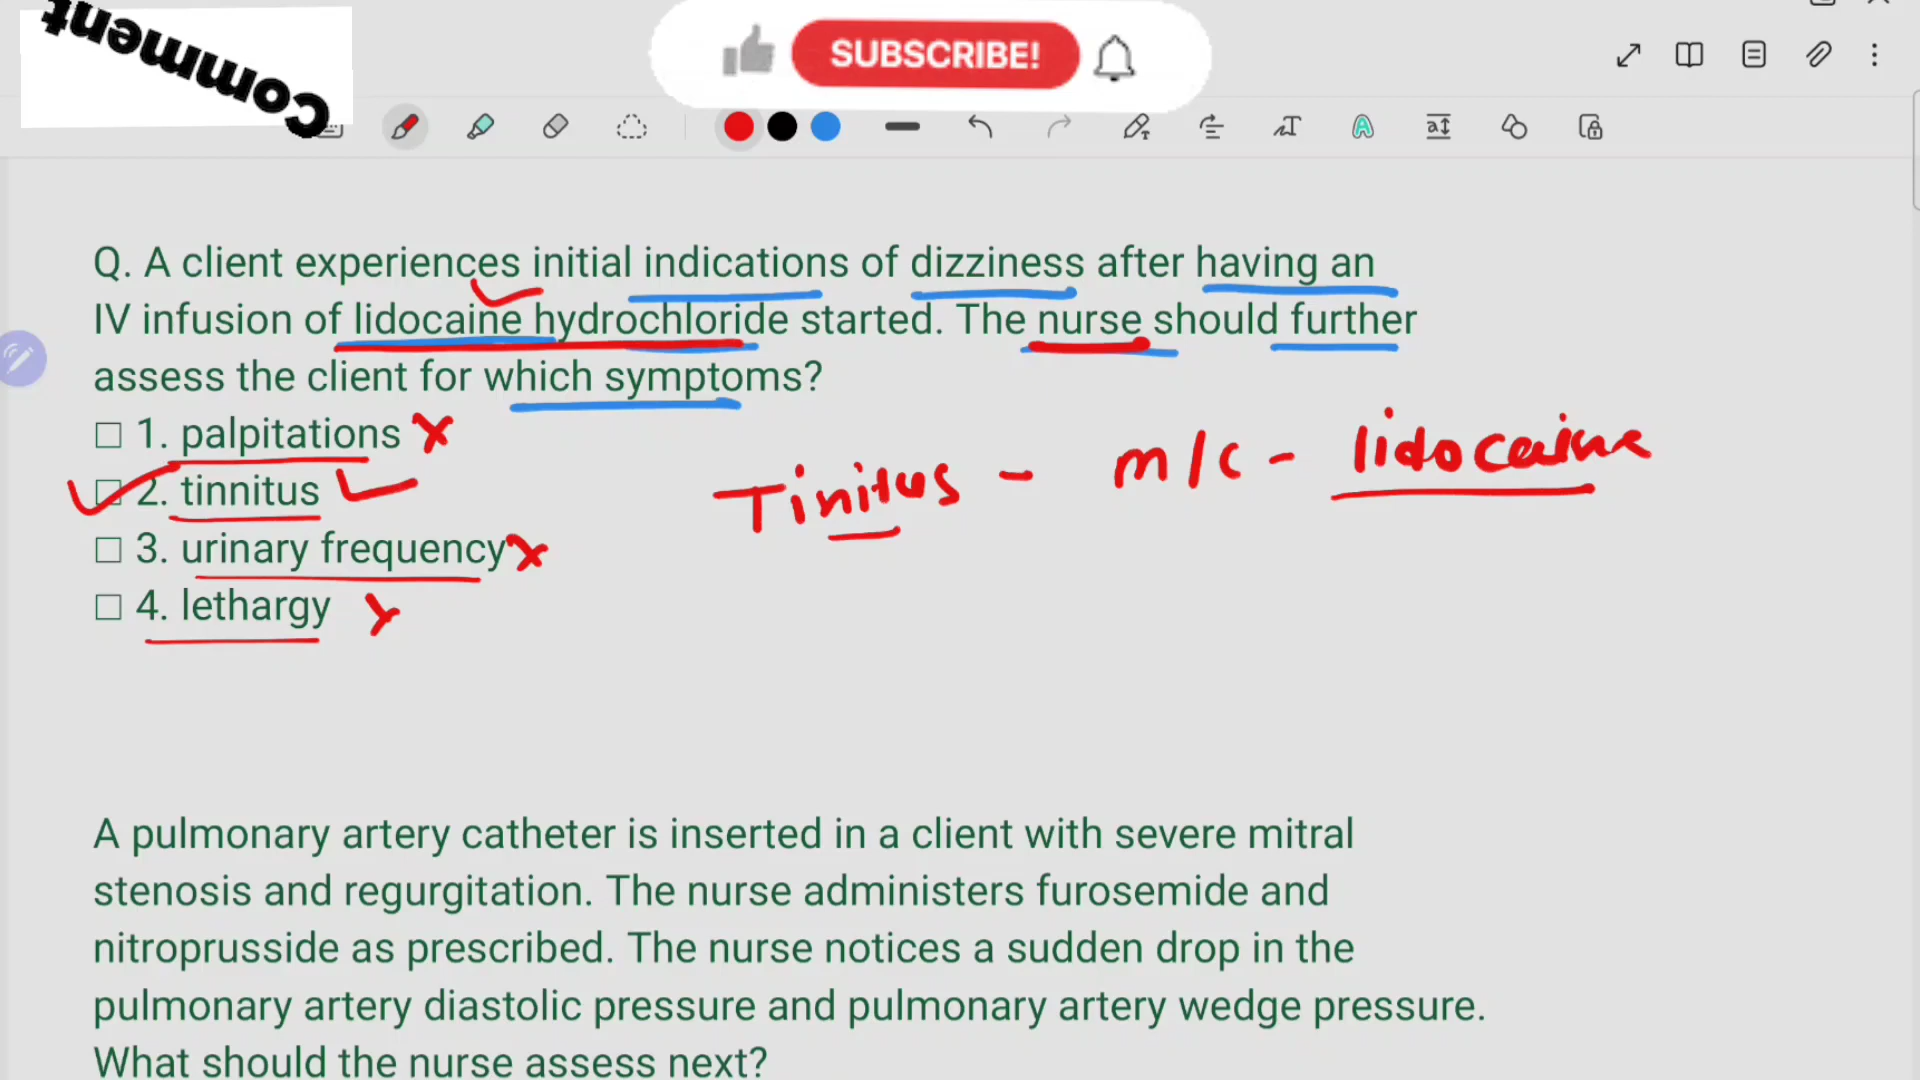 Comment
SUBSCRIBE!
Q. A client experiences initial indications of dizziness after having an
IV infusion of lidocaine hydrochloride started. The nurse should further
assess the client for which symptoms?
☐ 1. palpitations
☐ 2. tinnitus
☐ 3. urinary frequency
☐ 4. lethargy
Tinitus - m/c - lidocaine
A pulmonary artery catheter is inserted in a client with severe mitral
stenosis and regurgitation. The nurse administers furosemide and
nitroprusside as prescribed. The nurse notices a sudden drop in the
pulmonary artery diastolic pressure and pulmonary artery wedge pressure.
What should the nurse assess next?